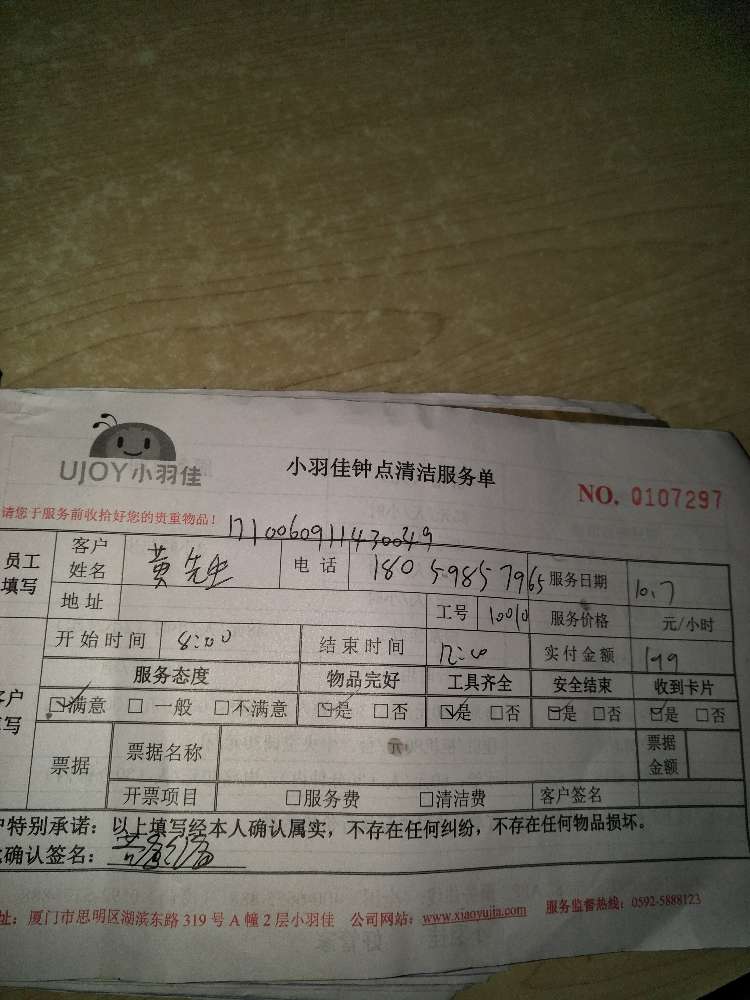 UJOY小羽佳
小羽佳钟点清洁服务单
NO. 0107297
请您于服务前收拾好您的贵重物品！
1710060911430049
员工填写 客户姓名 黄先生 电话 180 5985 7965 服务日期 10.7
地址 工号 10010 服务价格 元/小时
开始时间 8:00 结束时间 12:00 实付金额 199
服务态度 物品完好 工具齐全 安全结束 收到卡片
☑满意 □一般 □不满意 ☑是 □否 ☑是 □否 ☑是 □否 ☑是 □否
票据 票据名称 票据金额
开票项目 □服务费 □清洁费 客户签名
户特别承诺：以上填写经本人确认属实，不存在任何纠纷，不存在任何物品损坏。
确认签名：
址：厦门市思明区湖滨东路 319 号 A 幢 2 层小羽佳 公司网站：www.xiaoyujia.com 服务监督热线：0592-5888123